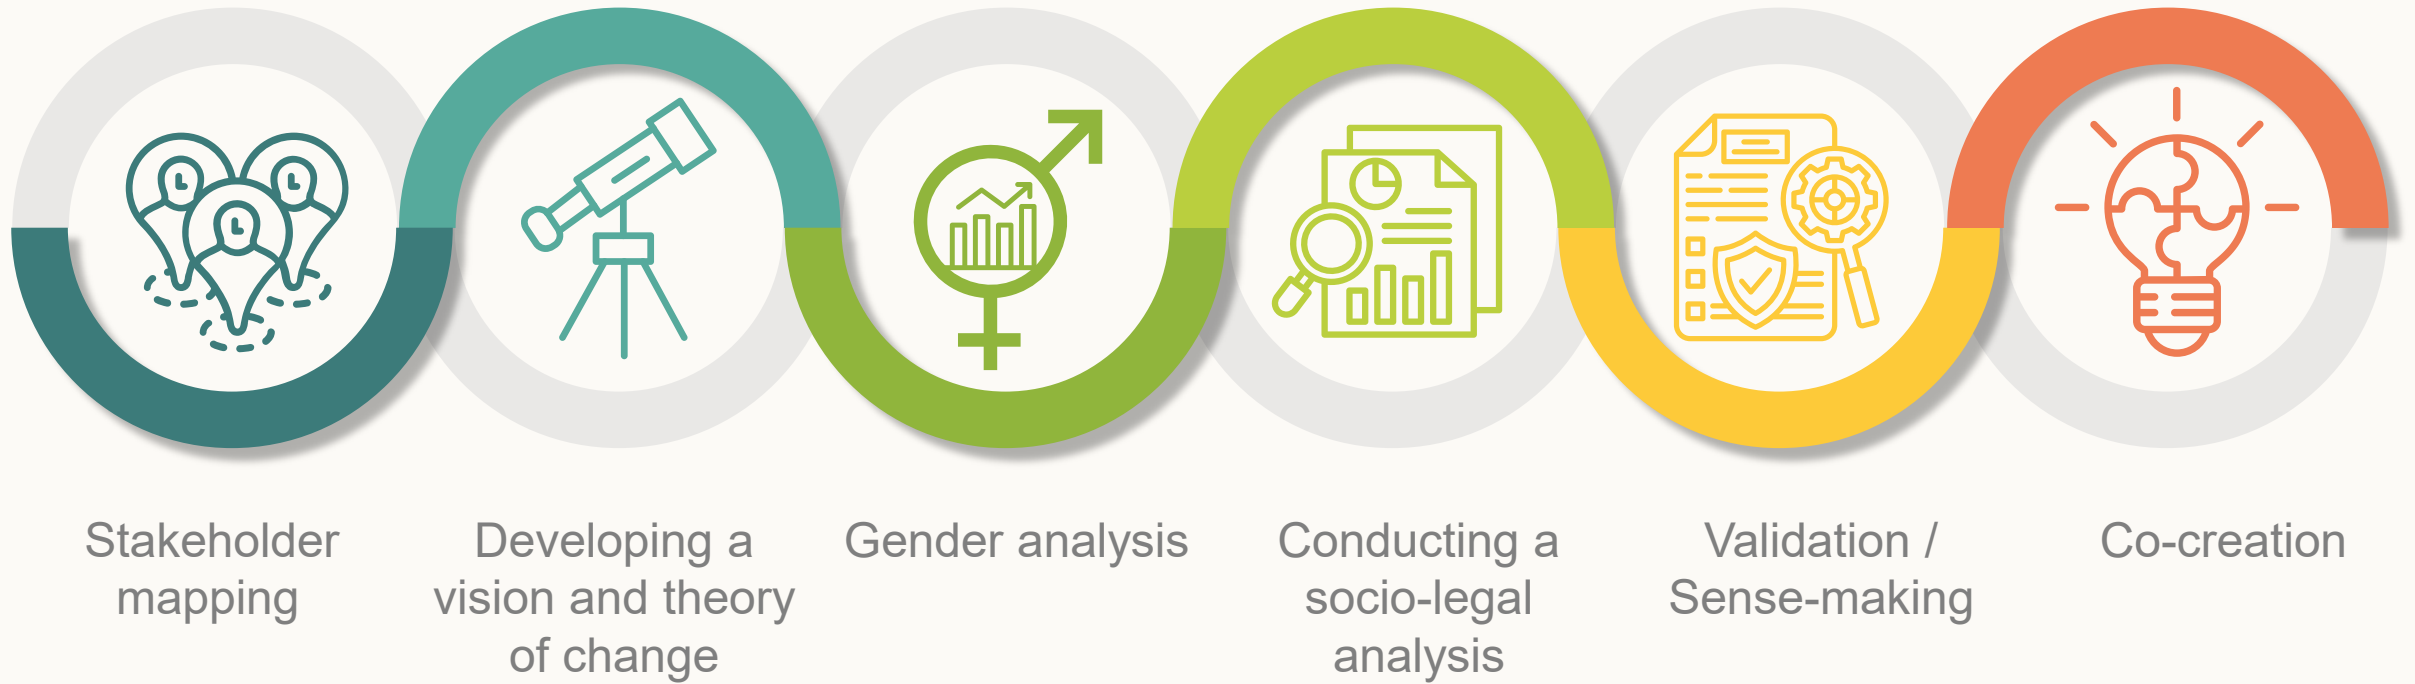 Stakeholder
mapping
Developing a
vision and theory
of change
Gender analysis
Conducting a
socio-legal
analysis
Validation /
Sense-making
Co-creation